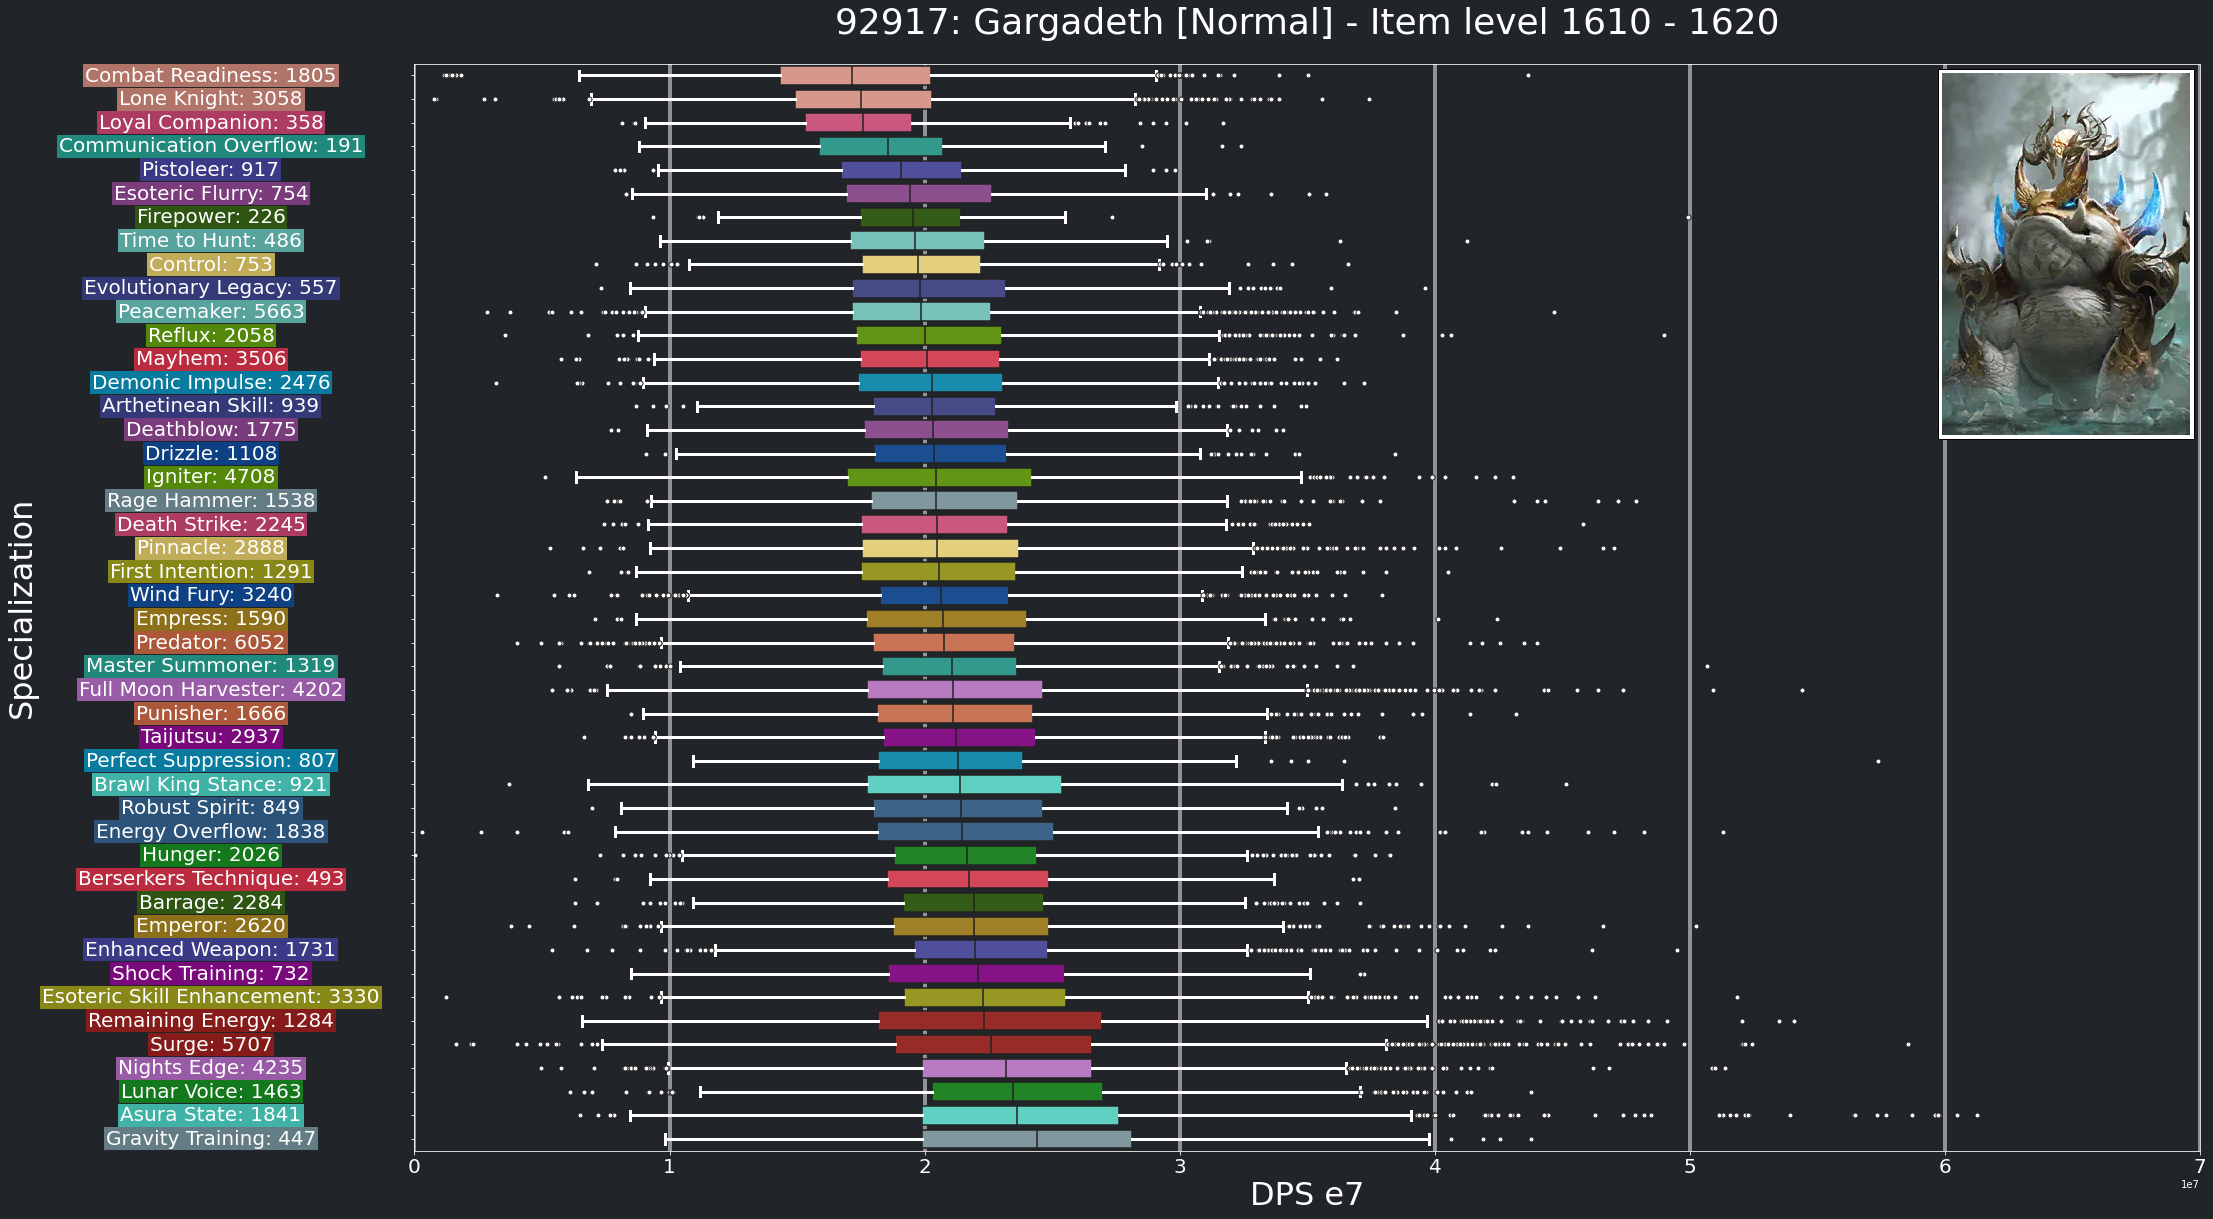 92917: Gargadeth [Normal] - Item level 1610 - 1620
Combat Readiness: 1805
Lone Knight: 3058
Loyal Companion: 358
Communication Overflow: 191
Pistoleer: 917
Esoteric Flurry: 754
Firepower: 226
Time to Hunt: 486
Control: 753
Evolutionary Legacy: 557
Peacemaker: 5663
Reflux: 2058
Mayhem: 3506
Demonic Impulse: 2476
Arthetinean Skill: 939
Deathblow: 1775
Drizzle: 1108
Igniter: 4708
Rage Hammer: 1538
Death Strike: 2245
Pinnacle: 2888
First Intention: 1291
Wind Fury: 3240
Empress: 1590
Predator: 6052
Master Summoner: 1319
Full Moon Harvester: 4202
Punisher: 1666
Taijutsu: 2937
Perfect Suppression: 807
Brawl King Stance: 921
Robust Spirit: 849
Energy Overflow: 1838
Hunger: 2026
Berserkers Technique: 493
Barrage: 2284
Emperor: 2620
Enhanced Weapon: 1731
Shock Training: 732
Esoteric Skill Enhancement: 3330
Remaining Energy: 1284
Surge: 5707
Nights Edge: 4235
Lunar Voice: 1463
Asura State: 1841
Gravity Training: 447
Specialization
0 1 2 3 4 5 6 7
1e7
DPS e7